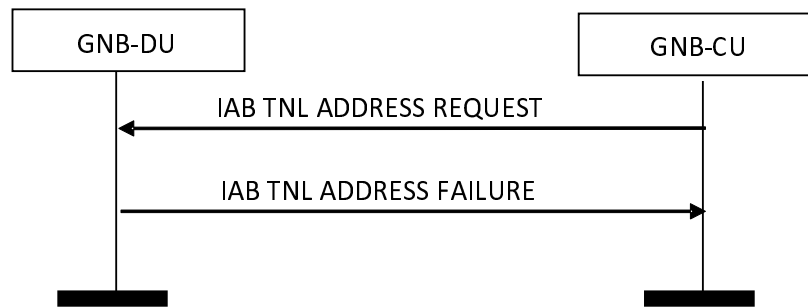 GNB-DU
GNB-CU
IAB TNL ADDRESS REQUEST
IAB TNL ADDRESS FAILURE